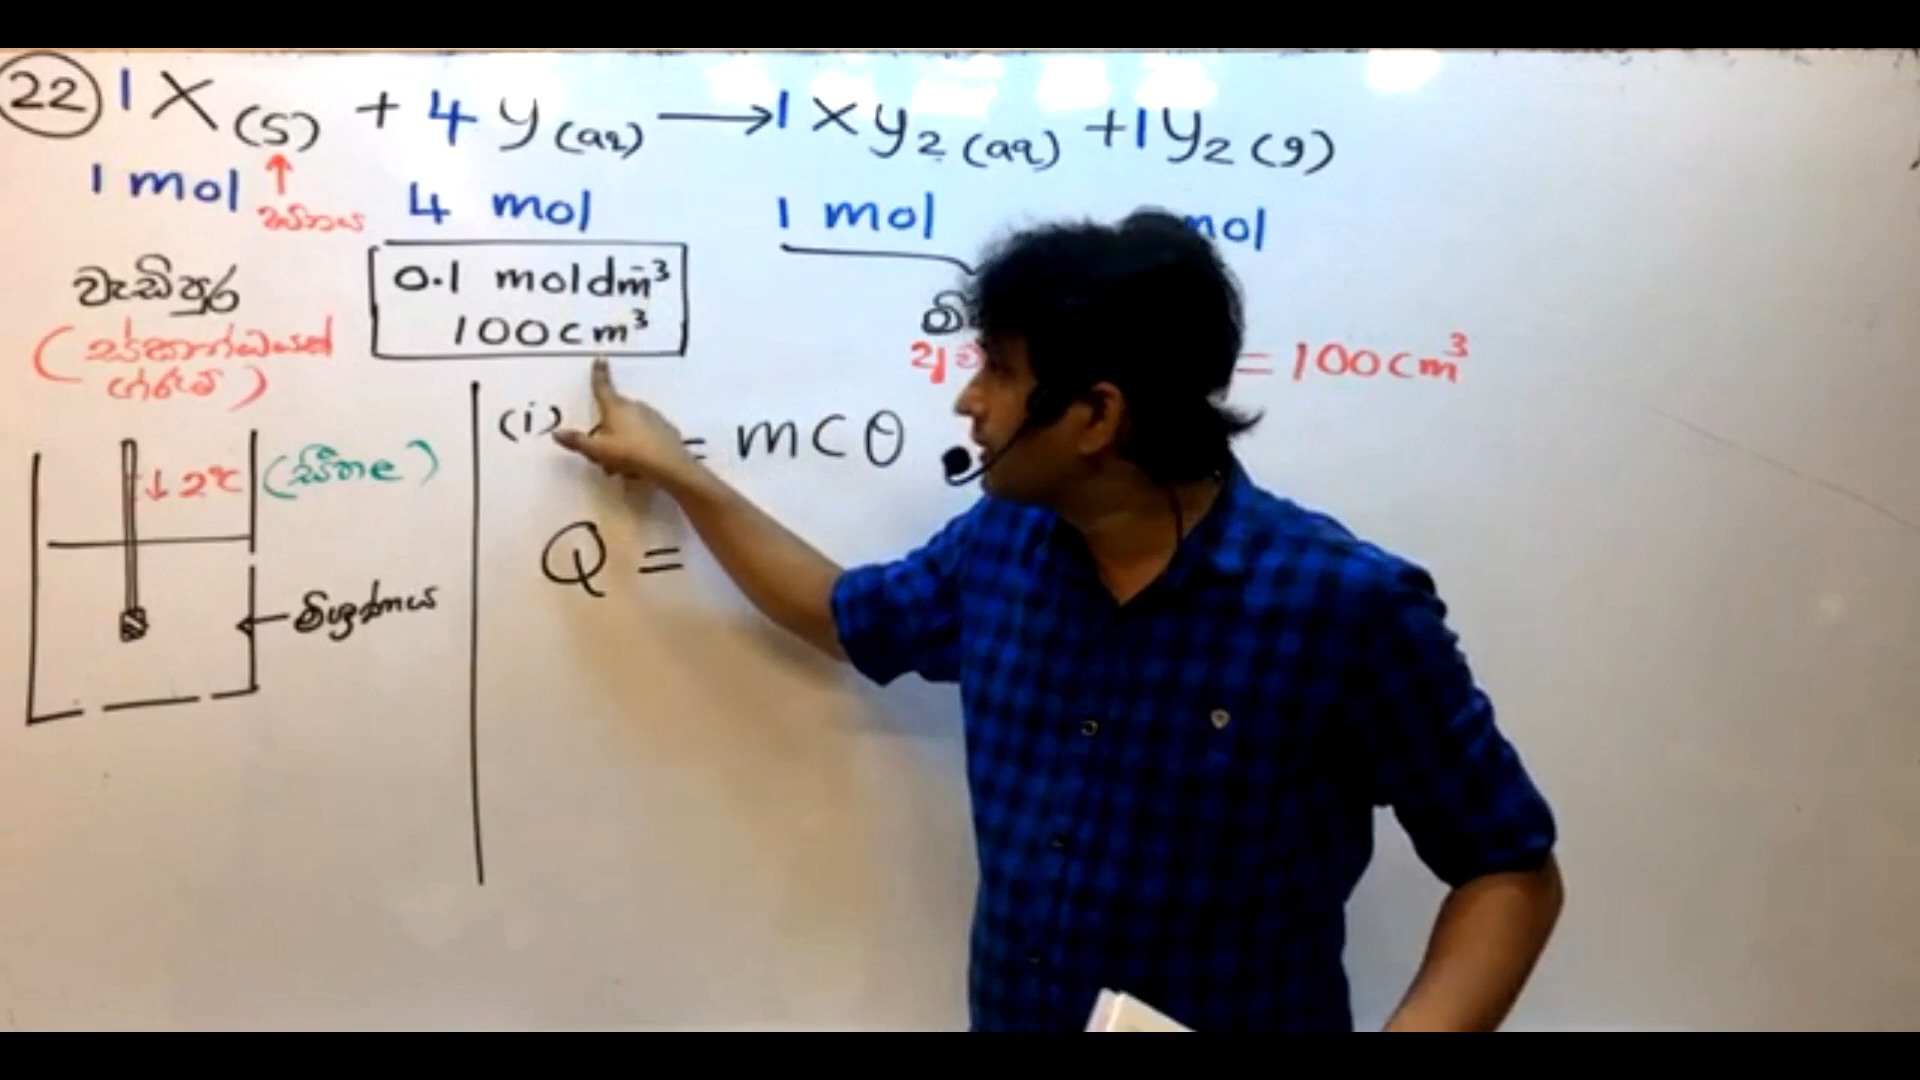 22 1X(s) + 4Y(aq) → 1XY₂(aq) + 1Y₂(g)
1 mol 4 mol 1 mol mol
ඝනය
වැඩිපුර
0.1 moldm⁻³
100cm³
= 100cm³
(i) = mcθ
↓2℃ (සීතල)
Q =
මිශ්‍රණය